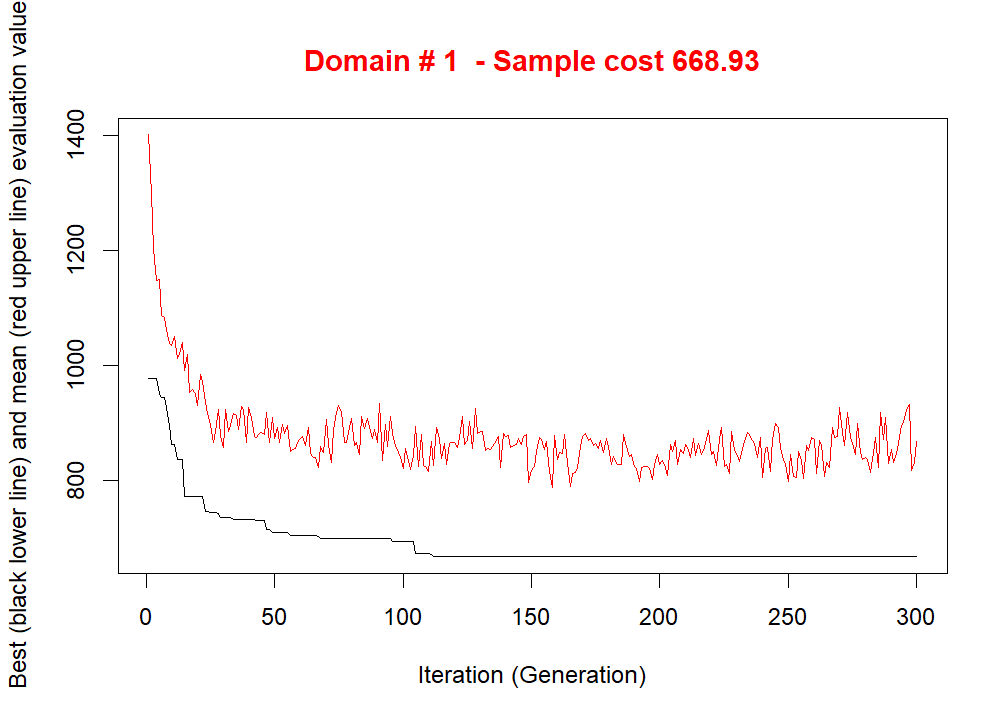 Domain # 1 - Sample cost 668.93
Best (black lower line) and mean (red upper line) evaluation value
1400
1200
1000
800
0 50 100 150 200 250 300
Iteration (Generation)